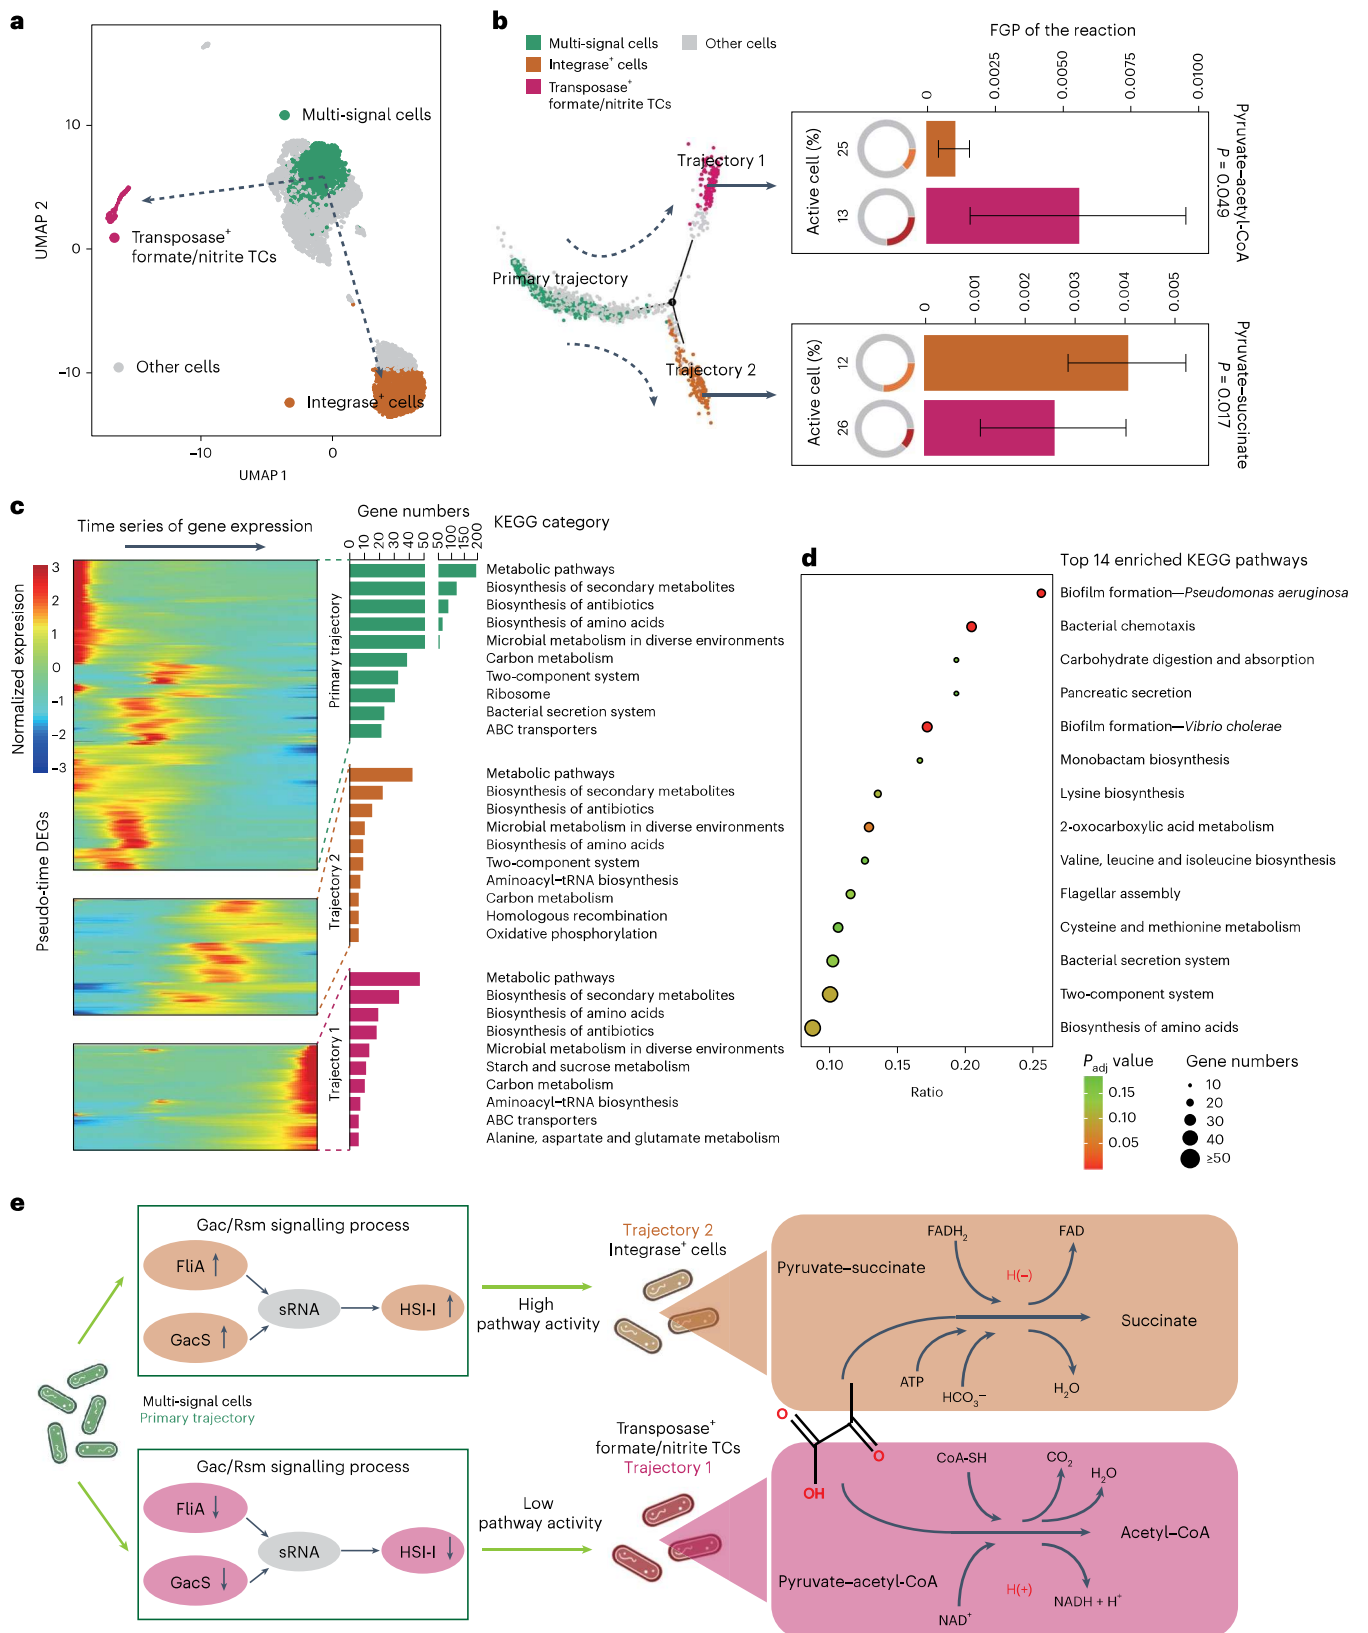 a
UMAP 2
10
0
−10
−10
0
UMAP 1
Multi-signal cells
Transposase⁺
formate/nitrite TCs
Other cells
Integrase⁺ cells
b
Multi-signal cells
Other cells
Integrase⁺ cells
Transposase⁺
formate/nitrite TCs
Primary trajectory
Trajectory 1
Trajectory 2
FGP of the reaction
0
0.0025
0.0050
0.0075
0.0100
Active cell (%)
25
13
Pyruvate–acetyl-CoA
P = 0.049
0
0.001
0.002
0.003
0.004
0.005
Active cell (%)
12
26
Pyruvate–succinate
P = 0.017
c
Time series of gene expression
Normalized expresison
3
2
1
0
−1
−2
−3
Pseudo-time DEGs
Gene numbers
0
10
20
30
40
50
50
100
150
200
KEGG category
Primary trajectory
Metabolic pathways
Biosynthesis of secondary metabolites
Biosynthesis of antibiotics
Biosynthesis of amino acids
Microbial metabolism in diverse environments
Carbon metabolism
Two-component system
Ribosome
Bacterial secretion system
ABC transporters
Trajectory 2
Metabolic pathways
Biosynthesis of secondary metabolites
Biosynthesis of antibiotics
Microbial metabolism in diverse environments
Biosynthesis of amino acids
Two-component system
Aminoacyl–tRNA biosynthesis
Carbon metabolism
Homologous recombination
Oxidative phosphorylation
Trajectory 1
Metabolic pathways
Biosynthesis of secondary metabolites
Biosynthesis of amino acids
Biosynthesis of antibiotics
Microbial metabolism in diverse environments
Starch and sucrose metabolism
Carbon metabolism
Aminoacyl–tRNA biosynthesis
ABC transporters
Alanine, aspartate and glutamate metabolism
d
Top 14 enriched KEGG pathways
Biofilm formation—Pseudomonas aeruginosa
Bacterial chemotaxis
Carbohydrate digestion and absorption
Pancreatic secretion
Biofilm formation—Vibrio cholerae
Monobactam biosynthesis
Lysine biosynthesis
2-oxocarboxylic acid metabolism
Valine, leucine and isoleucine biosynthesis
Flagellar assembly
Cysteine and methionine metabolism
Bacterial secretion system
Two-component system
Biosynthesis of amino acids
0.10
0.15
0.20
0.25
Ratio
Padj value
0.15
0.10
0.05
Gene numbers
10
20
30
40
≥50
e
Gac/Rsm signalling process
FliA ↑
GacS ↑
sRNA
HSI-I ↑
High
pathway activity
Trajectory 2
Integrase⁺ cells
Pyruvate–succinate
FADH₂
FAD
H(−)
Succinate
ATP
HCO₃⁻
H₂O
Multi-signal cells
Primary trajectory
Gac/Rsm signalling process
FliA ↓
GacS ↓
sRNA
HSI-I ↓
Low
pathway activity
Transposase⁺
formate/nitrite TCs
Trajectory 1
O
O
OH
CoA-SH
CO₂
H₂O
Acetyl–CoA
Pyruvate–acetyl-CoA
H(+)
NAD⁺
NADH + H⁺